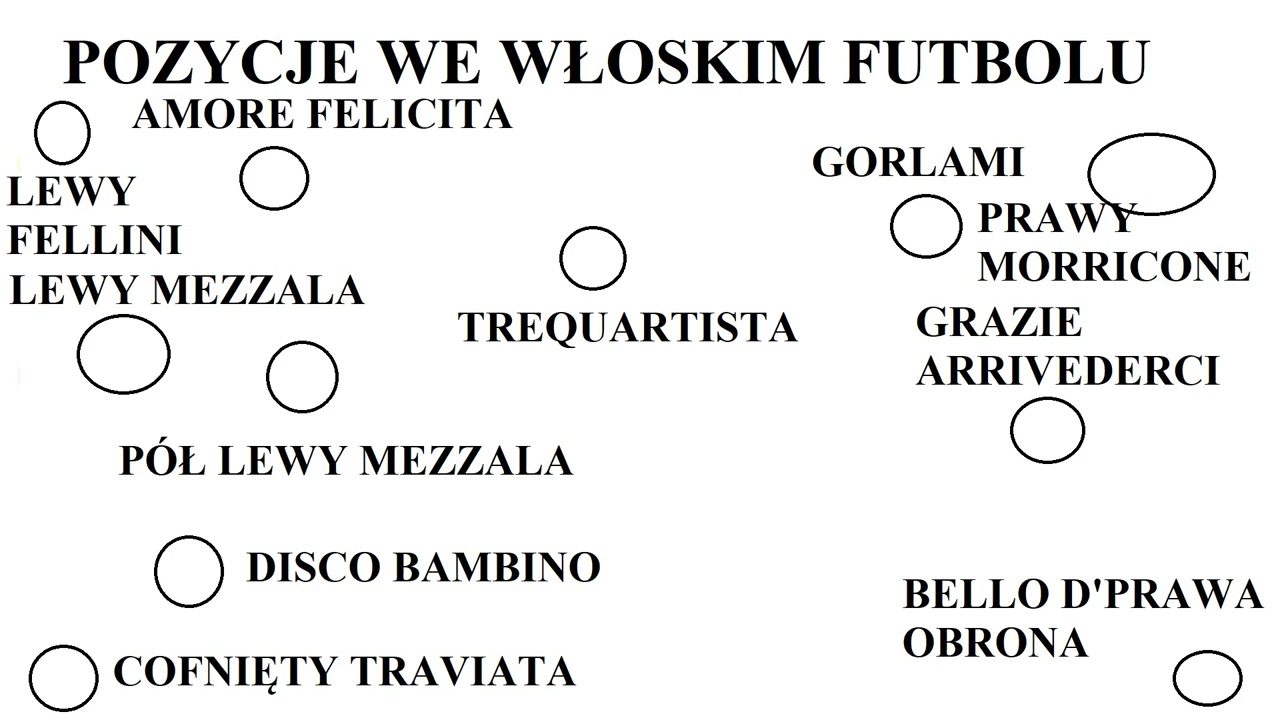 POZYCJE WE WŁOSKIM FUTBOLU
AMORE FELICITA
GORLAMI
LEWY
FELLINI
PRAWY
MORRICONE
LEWY MEZZALA
TREQUARTISTA
GRAZIE
ARRIVEDERCI
PÓŁ LEWY MEZZALA
DISCO BAMBINO
BELLO D'PRAWA
OBRONA
COFNIĘTY TRAVIATA